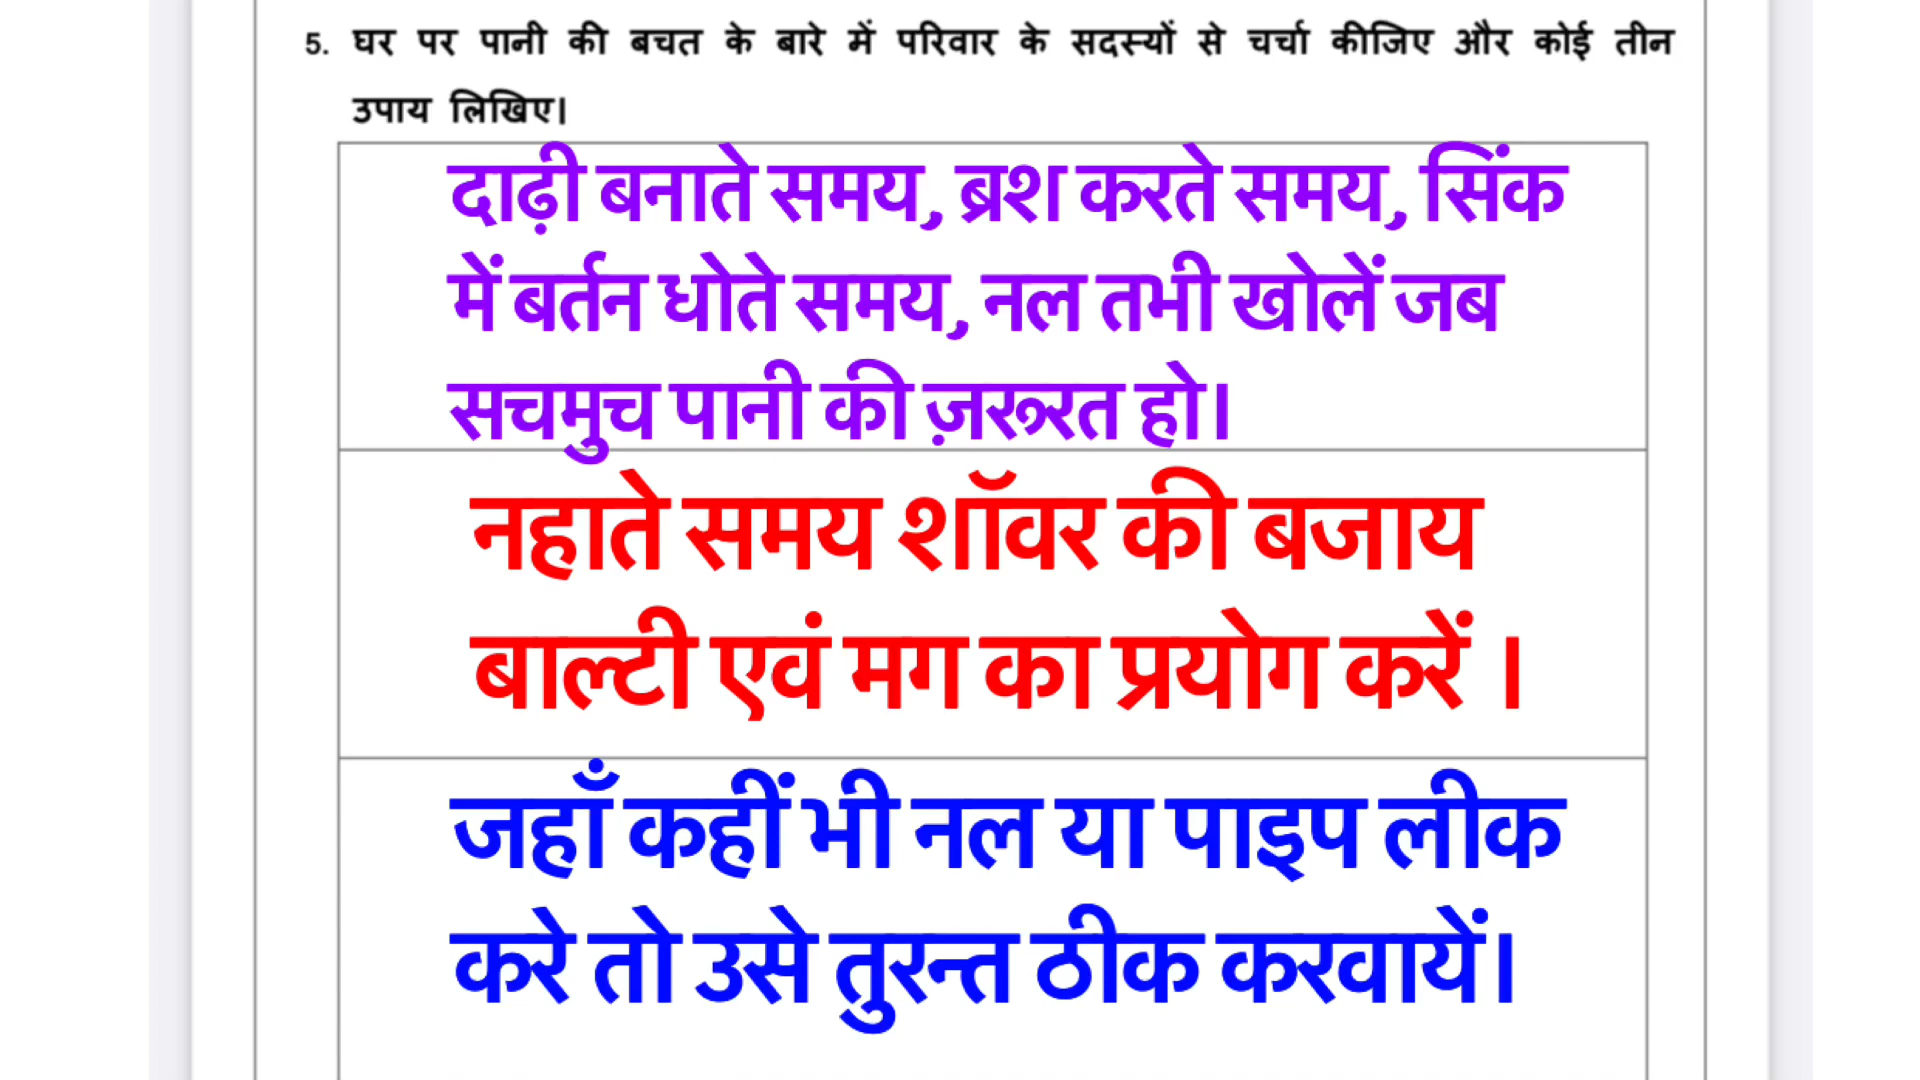 5. घर पर पानी की बचत के बारे में परिवार के सदस्यों से चर्चा कीजिए और कोई तीन
उपाय लिखिए।
दाढ़ी बनाते समय, ब्रश करते समय, सिंक
में बर्तन धोते समय, नल तभी खोलें जब
सचमुच पानी की ज़रूरत हो।
नहाते समय शॉवर की बजाय
बाल्टी एवं मग का प्रयोग करें ।
जहाँ कहीं भी नल या पाइप लीक
करे तो उसे तुरन्त ठीक करवायें।